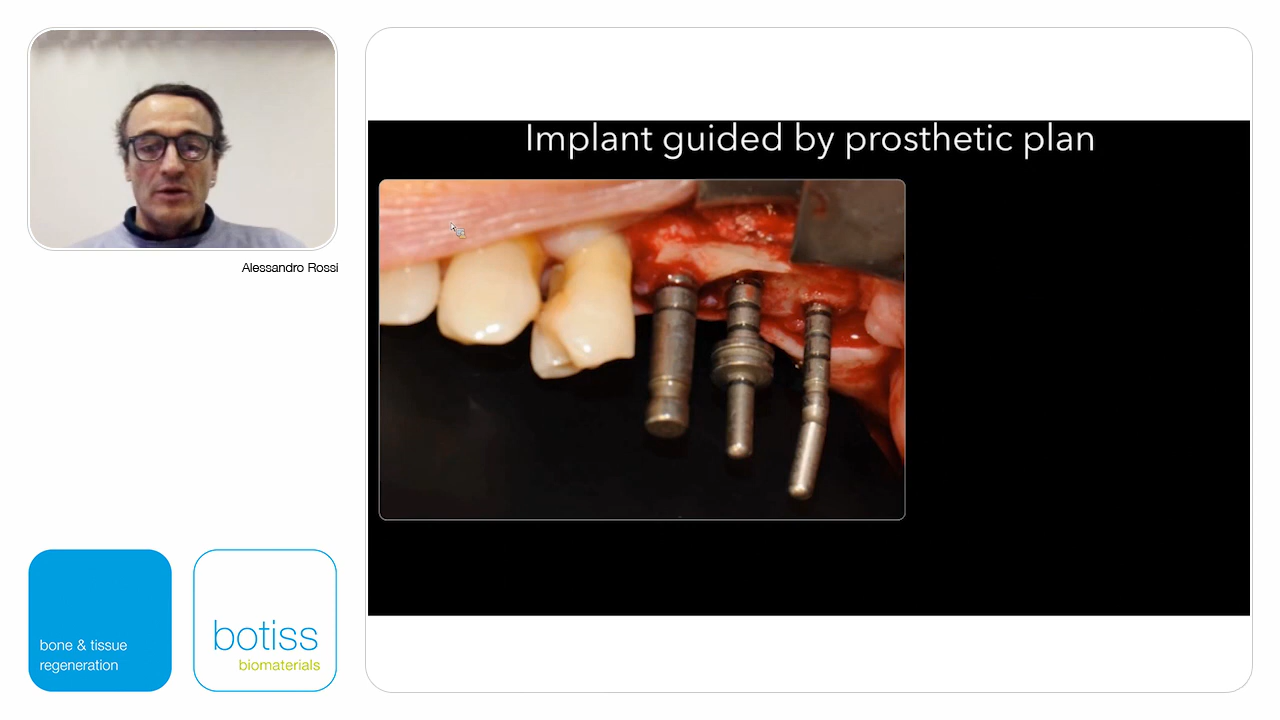 Implant guided by prosthetic plan
Alessandro Rossi
bone & tissue
regeneration
botiss
biomaterials